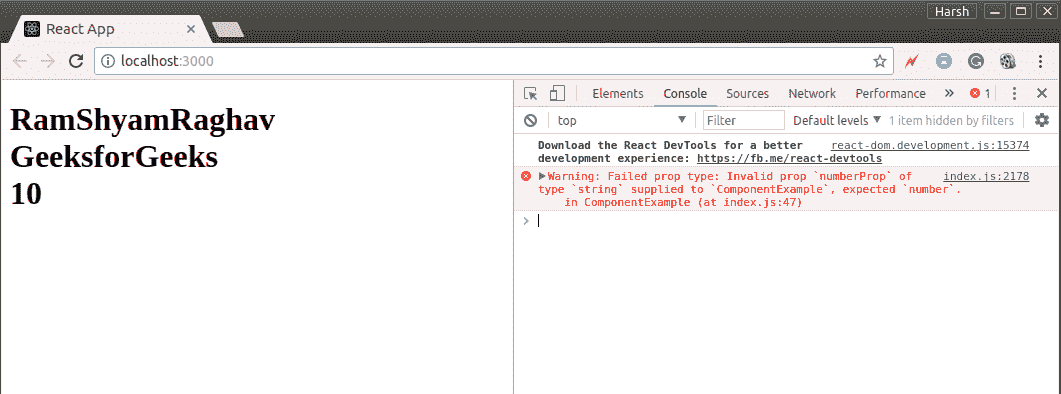 Harsh
React App
localhost:3000
Elements Console Sources Network Performance » 1
top Filter Default levels 1 item hidden by filters
RamShyamRaghav
GeeksforGeeks
10
Download the React DevTools for a better react-dom.development.js:15374
development experience: https://fb.me/react-devtools
Warning: Failed prop type: Invalid prop `numberProp` of index.js:2178
type `string` supplied to `ComponentExample`, expected `number`.
in ComponentExample (at index.js:47)